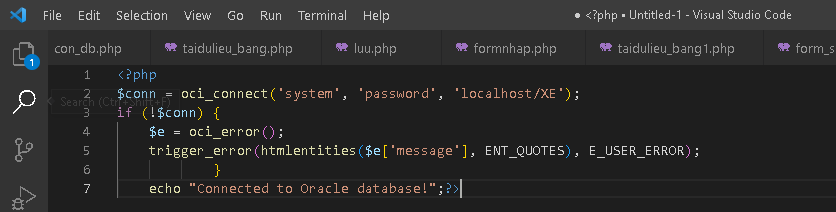 File Edit Selection View Go Run Terminal Help ● <?php • Untitled-1 - Visual Studio Code
con_db.php taidulieu_bang.php luu.php formnhap.php taidulieu_bang1.php form_s
1 <?php
2 $conn = oci_connect('system', 'password', 'localhost/XE');
Search (Ctrl+Shift+F)
3 if (!$conn) {
4 $e = oci_error();
5 trigger_error(htmlentities($e['message'], ENT_QUOTES), E_USER_ERROR);
6 }
7 echo "Connected to Oracle database!";?>
1